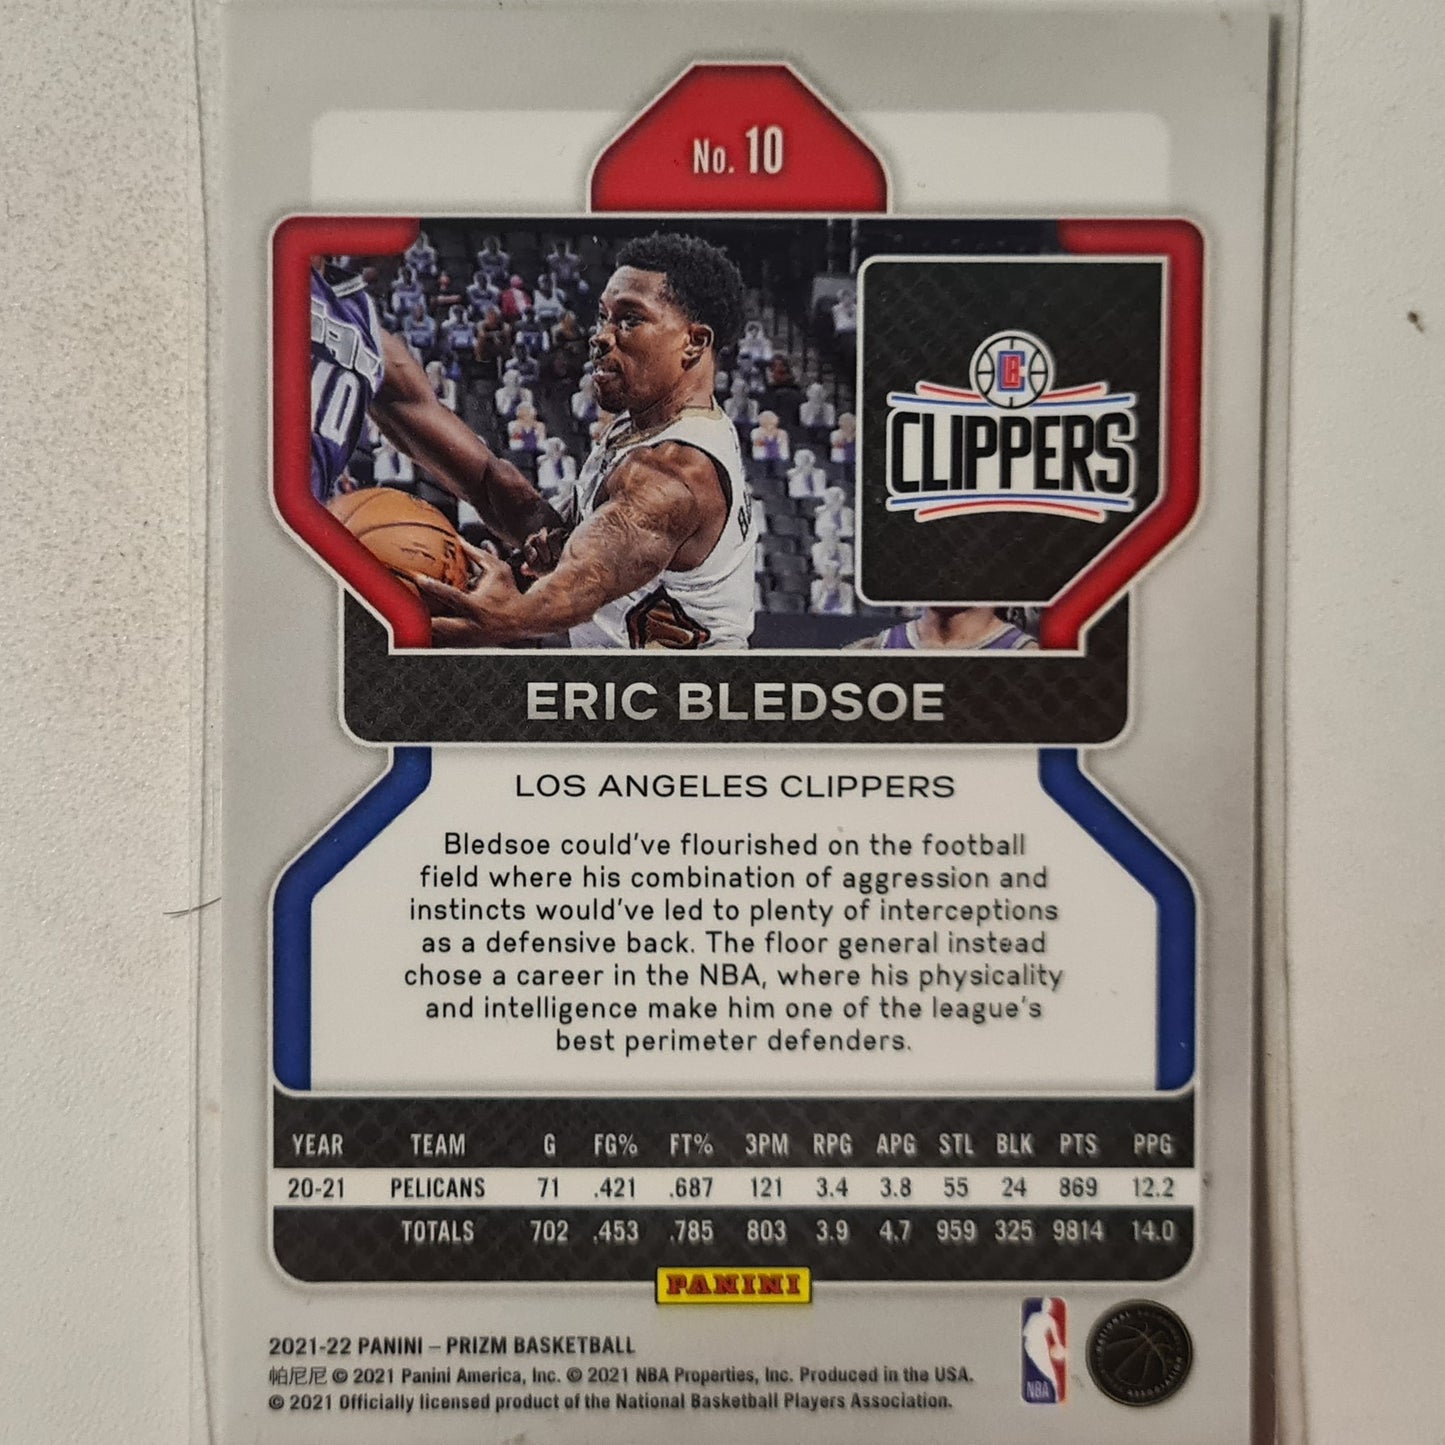 No. 10
CLIPPERS
ERIC BLEDSOE
LOS ANGELES CLIPPERS
Bledsoe could've flourished on the football
field where his combination of aggression and
instincts would've led to plenty of interceptions
as a defensive back. The floor general instead
chose a career in the NBA, where his physicality
and intelligence make him one of the league's
best perimeter defenders.
YEAR TEAM G FG% FT% 3PM RPG APG STL BLK PTS PPG
20-21 PELICANS 71 .421 .687 121 3.4 3.8 55 24 869 12.2
TOTALS 702 .453 .785 803 3.9 4.7 959 325 9814 14.0
PANINI
2021-22 PANINI – PRIZM BASKETBALL
帕尼尼 © 2021 Panini America, Inc. © 2021 NBA Properties, Inc. Produced in the USA.
© 2021 Officially licensed product of the National Basketball Players Association.
NBA